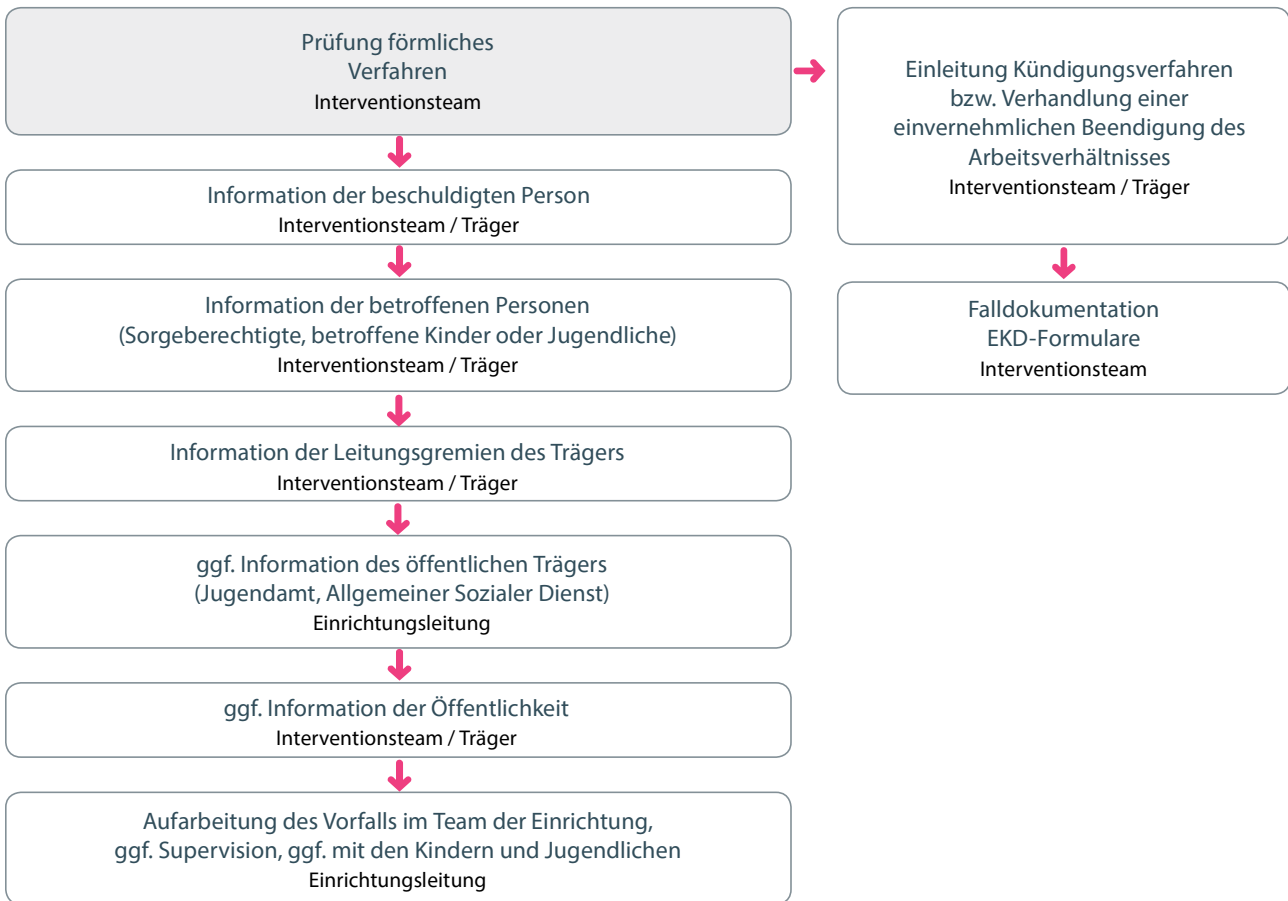 Prüfung förmliches
Verfahren
Interventionsteam
Information der beschuldigten Person
Interventionsteam / Träger
Information der betroffenen Personen
(Sorgeberechtigte, betroffene Kinder oder Jugendliche)
Interventionsteam / Träger
Information der Leitungsgremien des Trägers
Interventionsteam / Träger
ggf. Information des öffentlichen Trägers
(Jugendamt, Allgemeiner Sozialer Dienst)
Einrichtungsleitung
ggf. Information der Öffentlichkeit
Interventionsteam / Träger
Aufarbeitung des Vorfalls im Team der Einrichtung,
ggf. Supervision, ggf. mit den Kindern und Jugendlichen
Einrichtungsleitung
Einleitung Kündigungsverfahren
bzw. Verhandlung einer
einvernehmlichen Beendigung des
Arbeitsverhältnisses
Interventionsteam / Träger
Falldokumentation
EKD-Formulare
Interventionsteam